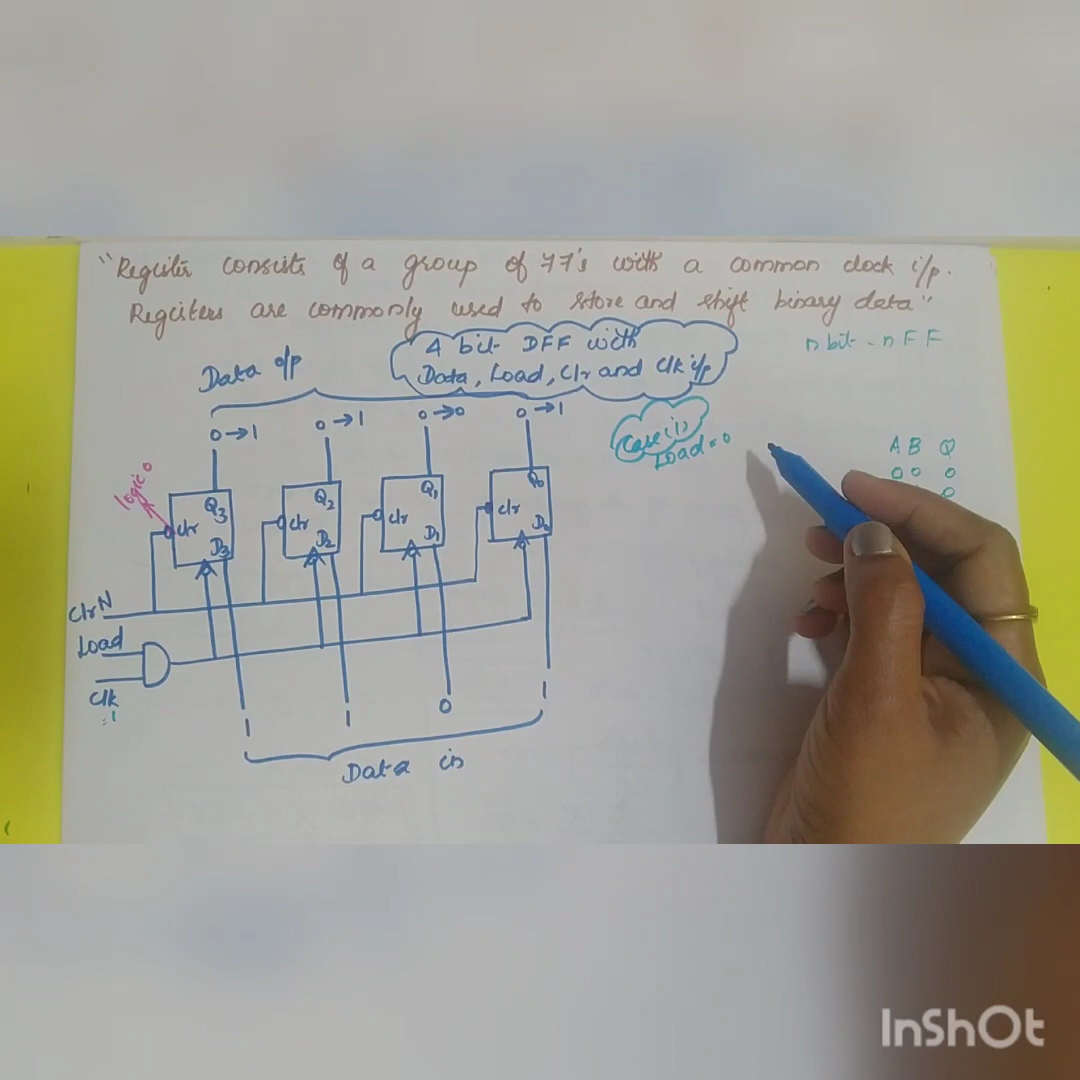 "Register consists of a group of FF's with a common clock i/p.
Registers are commonly used to store and shift binary data"
n bit - n FF
4 bit DFF with
Data, Load, Clr and Clk i/p
Data o/p
0→1 0→1 0→0 0→1
Case (i)
Load = 0
A B Q
0 0 0
0
logic 0
Q3 Q2 Q1 Q0
Clr Clr Clr Clr
D3 D2 D1 D0
ClrN
Load
Clk
=1
1 1 0 1
Data in
InShOt